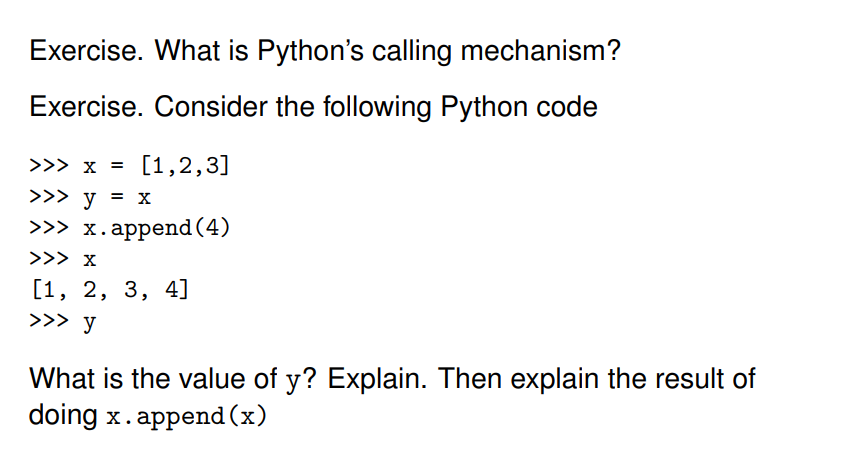 Exercise. What is Python’s calling mechanism?
Exercise. Consider the following Python code
>>> x = [1,2,3]
>>> y = x
>>> x.append(4)
>>> x
[1, 2, 3, 4]
>>> y
What is the value of y? Explain. Then explain the result of
doing x.append(x)